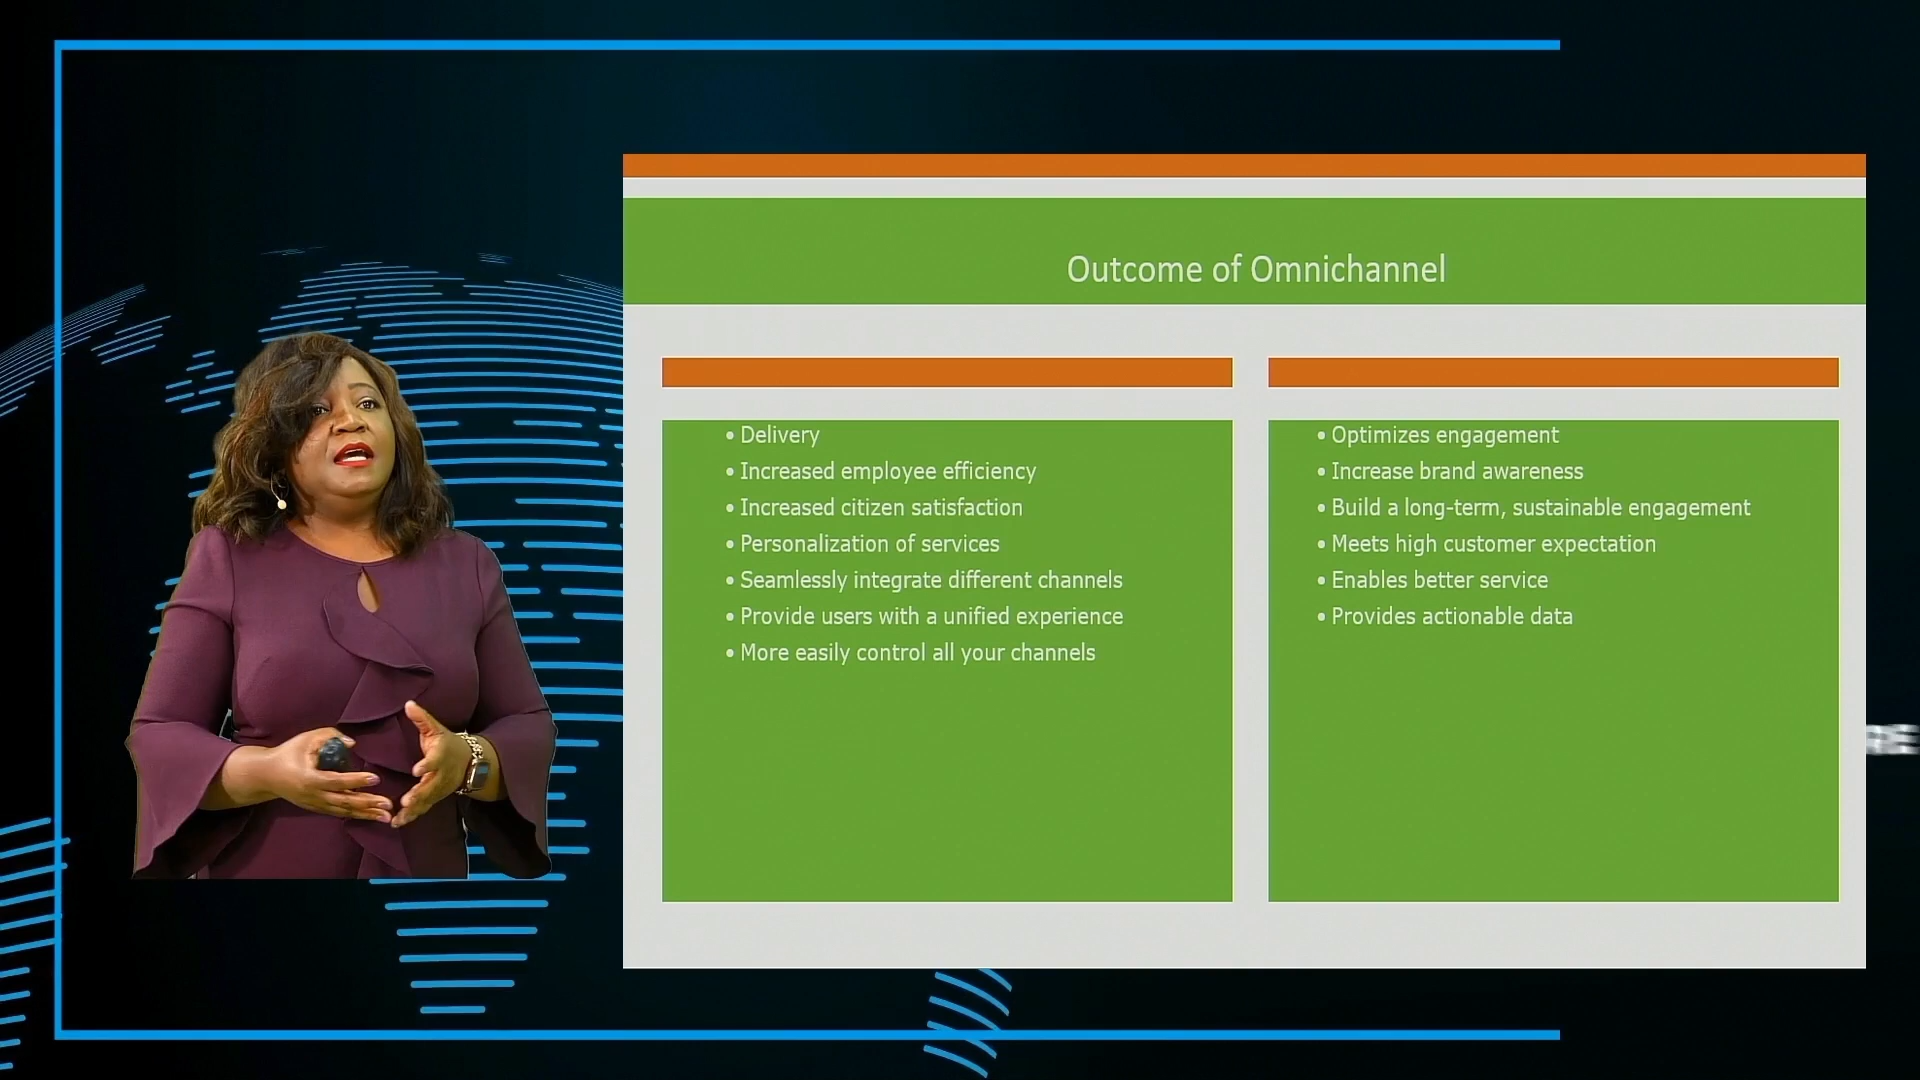 Outcome of Omnichannel
• Delivery
• Increased employee efficiency
• Increased citizen satisfaction
• Personalization of services
• Seamlessly integrate different channels
• Provide users with a unified experience
• More easily control all your channels
• Optimizes engagement
• Increase brand awareness
• Build a long-term, sustainable engagement
• Meets high customer expectation
• Enables better service
• Provides actionable data